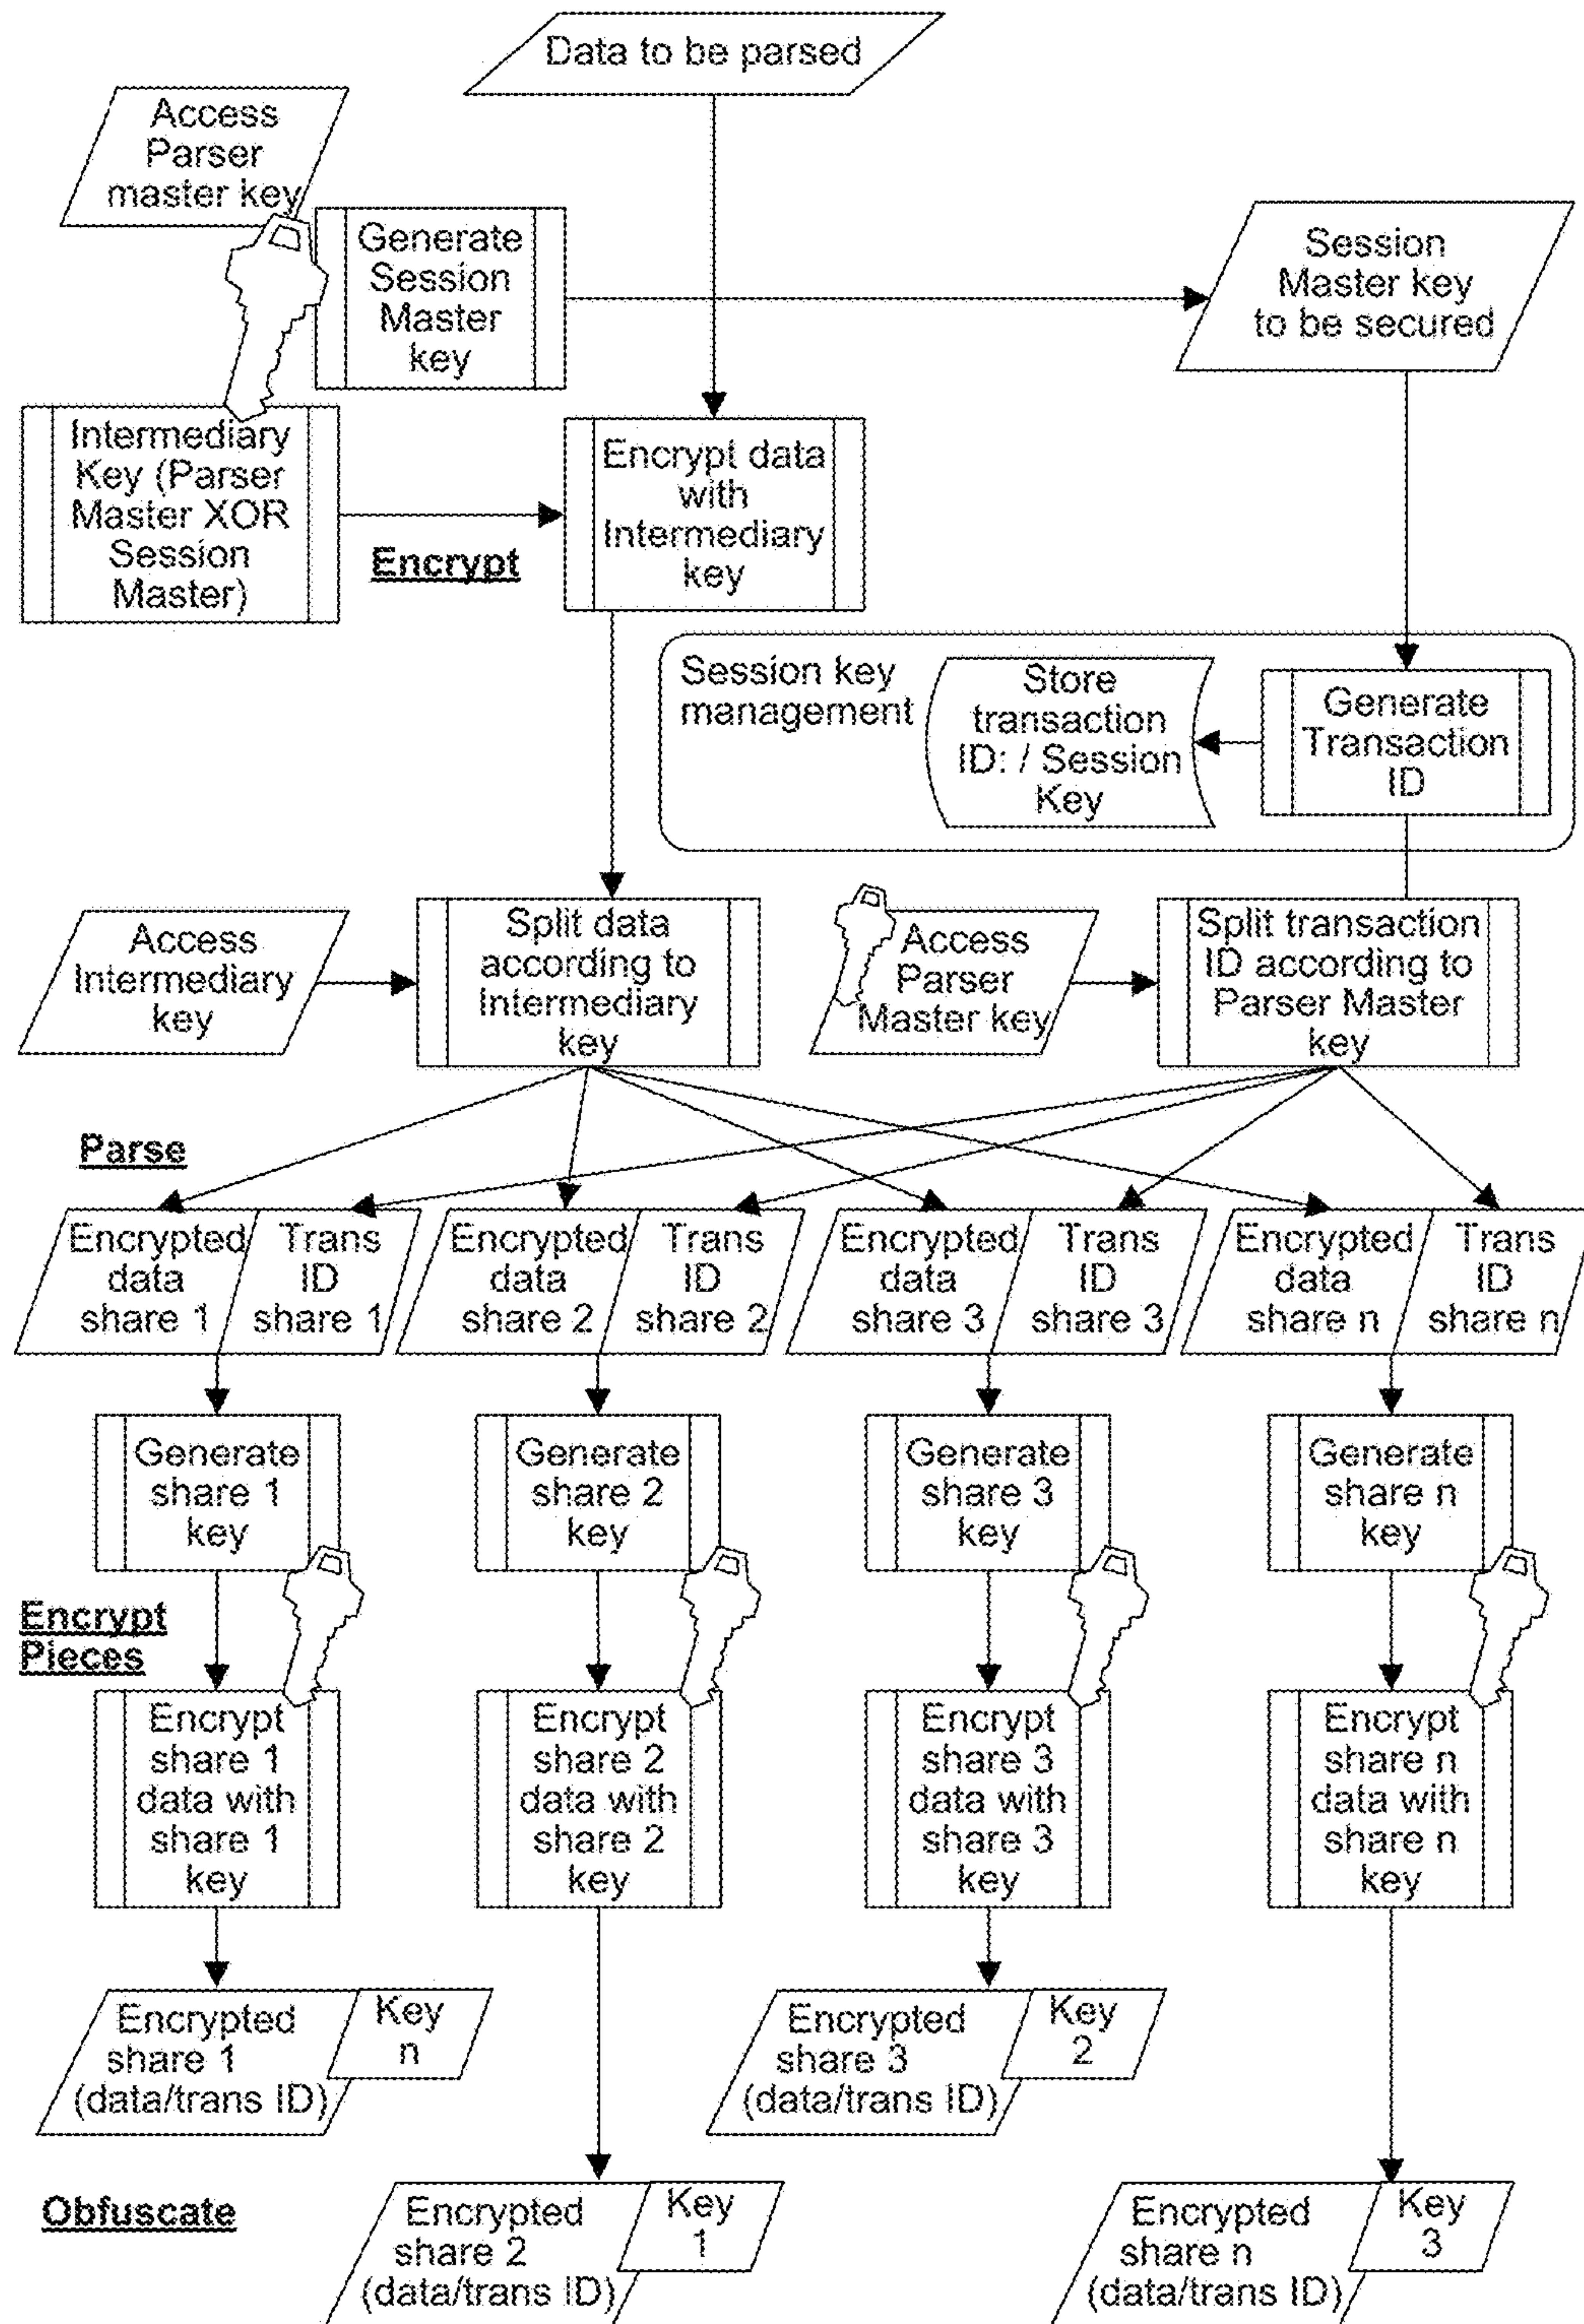 Data to be parsed
Access
Parser
master key
Generate
Session
Master
key
Session
Master key
to be secured
Intermediary
Key (Parser
Master XOR
Session
Master)
Encrypt
Encrypt data
with
Intermediary
key
Session key
management
Store
transaction
ID: / Session
Key
Generate
Transaction
ID
Access
Intermediary
key
Split data
according to
Intermediary
key
Access
Parser
Master key
Split transaction
ID according to
Parser Master
key
Parse
Encrypted
data
share 1
Trans
ID
share 1
Encrypted
data
share 2
Trans
ID
share 2
Encrypted
data
share 3
Trans
ID
share 3
Encrypted
data
share n
Trans
ID
share n
Generate
share 1
key
Generate
share 2
key
Generate
share 3
key
Generate
share n
key
Encrypt
Pieces
Encrypt
share 1
data with
share 1
key
Encrypt
share 2
data with
share 2
key
Encrypt
share 3
data with
share 3
key
Encrypt
share n
data with
share n
key
Encrypted
share 1
(data/trans ID)
Key
n
Encrypted
share 3
(data/trans ID)
Key
2
Obfuscate
Encrypted
share 2
(data/trans ID)
Key
1
Encrypted
share n
(data/trans ID)
Key
3